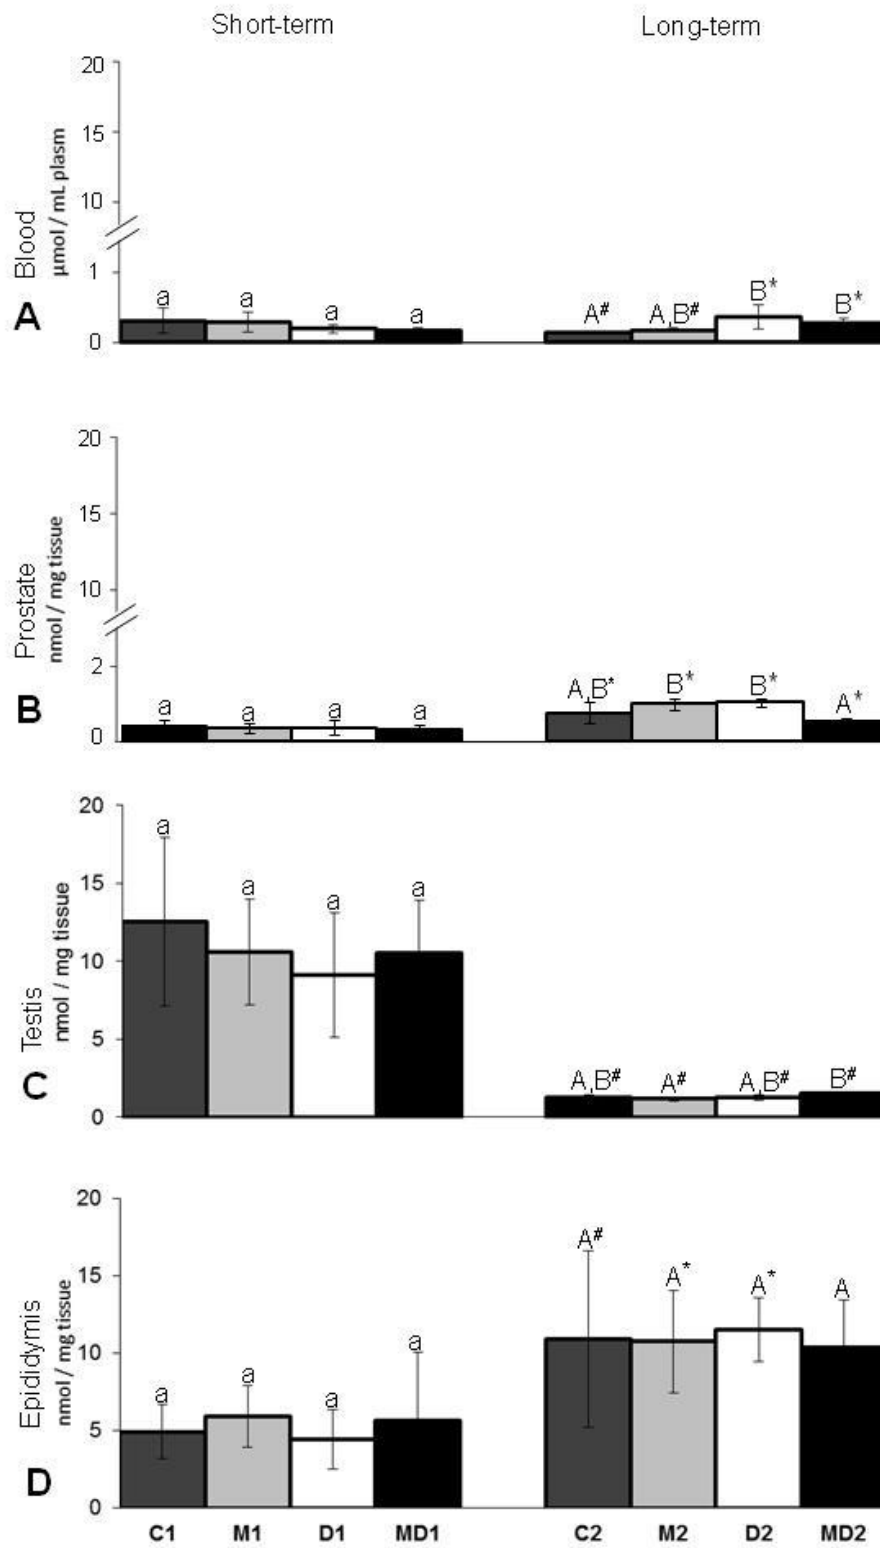 Short-term Long-term
Blood
µmol / mL plasm
A
20
15
10
1
0
a a a a A# A,B# B* B*
Prostate
nmol / mg tissue
B
20
15
10
2
0
a a a a A,B* B* B* A*
Testis
nmol / mg tissue
C
20
15
10
5
0
a a a a A,B# A# A,B# B#
Epididymis
nmol / mg tissue
D
20
15
10
5
0
a a a a A# A* A* A
C1 M1 D1 MD1 C2 M2 D2 MD2